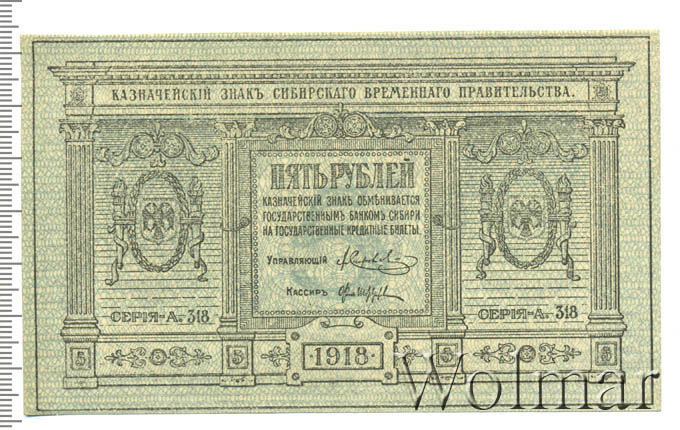 КАЗНАЧЕЙСКІЙ ЗНАКЪ СИБИРСКАГО ВРЕМЕННАГО ПРАВИТЕЛЬСТВА.
ПЯТЬ РУБЛЕЙ
КАЗНАЧЕЙСКІЙ ЗНАКЪ ОБМѢНИВАЕТСЯ
ГОСУДАРСТВЕННЫМЪ БАНКОМЪ СИБИРИ
НА ГОСУДАРСТВЕННЫЕ КРЕДИТНЫЕ БИЛЕТЫ.
УПРАВЛЯЮЩІЙ
КАССИРЪ
СЕРІЯ-А. 318 СЕРІЯ-А. 318
5 5 1918 5 5
Wolmar